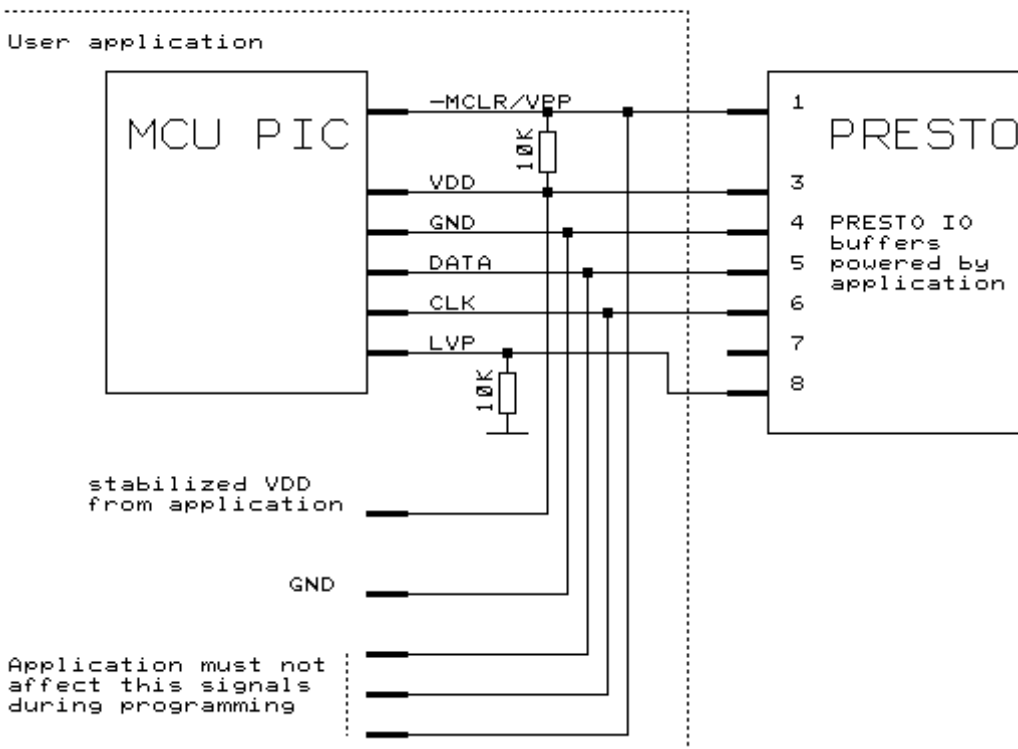 User application
MCU PIC
-MCLR/VPP
10K
VDD
GND
DATA
CLK
LVP
10K
1
3
4
5
6
7
8
PRESTO
PRESTO IO
buffers
powered by
application
stabilized VDD
from application
GND
Application must not
affect this signals
during programming